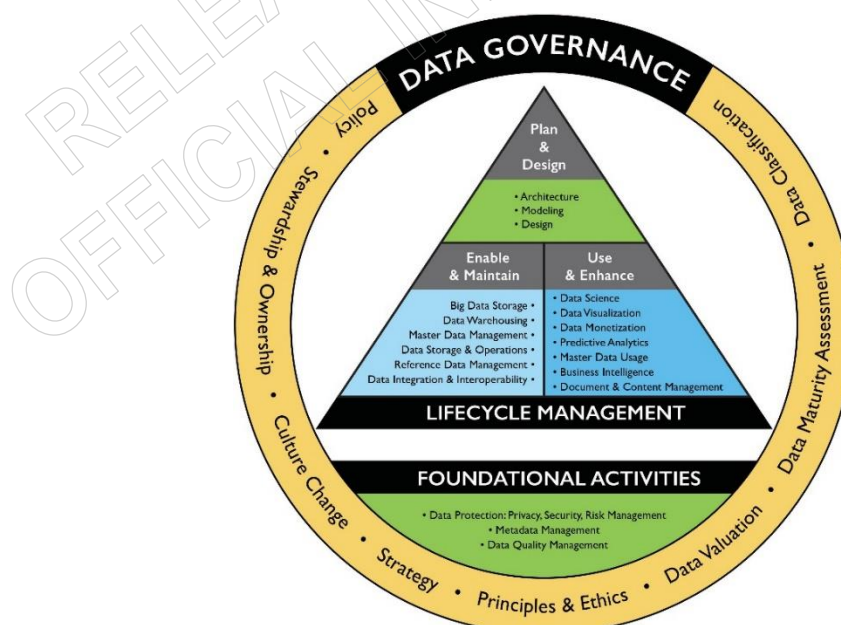 RELEA
OFFICIAL IN
DATA GOVERNANCE
Policy • Stewardship & Ownership • Culture Change • Strategy • Principles & Ethics • Data Valuation • Data Maturity Assessment • Data Classification
Plan
&
Design
• Architecture
• Modeling
• Design
Enable
& Maintain
Big Data Storage •
Data Warehousing •
Master Data Management •
Data Storage & Operations •
Reference Data Management •
Data Integration & Interoperability •
Use
& Enhance
• Data Science
• Data Visualization
• Data Monetization
• Predictive Analytics
• Master Data Usage
• Business Intelligence
• Document & Content Management
LIFECYCLE MANAGEMENT
FOUNDATIONAL ACTIVITIES
• Data Protection: Privacy, Security, Risk Management
• Metadata Management
• Data Quality Management